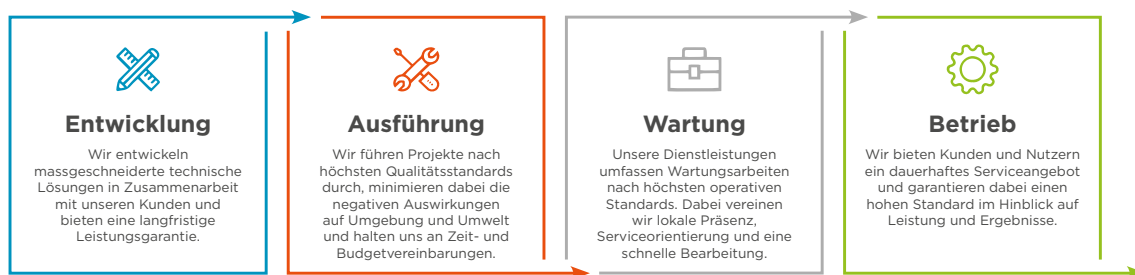 Entwicklung
Wir entwickeln
massgeschneiderte technische
Lösungen in Zusammenarbeit
mit unseren Kunden und
bieten eine langfristige
Leistungsgarantie.
Ausführung
Wir führen Projekte nach
höchsten Qualitätsstandards
durch, minimieren dabei die
negativen Auswirkungen
auf Umgebung und Umwelt
und halten uns an Zeit- und
Budgetvereinbarungen.
Wartung
Unsere Dienstleistungen
umfassen Wartungsarbeiten
nach höchsten operativen
Standards. Dabei vereinen
wir lokale Präsenz,
Serviceorientierung und eine
schnelle Bearbeitung.
Betrieb
Wir bieten Kunden und Nutzern
ein dauerhaftes Serviceangebot
und garantieren dabei einen
hohen Standard im Hinblick auf
Leistung und Ergebnisse.